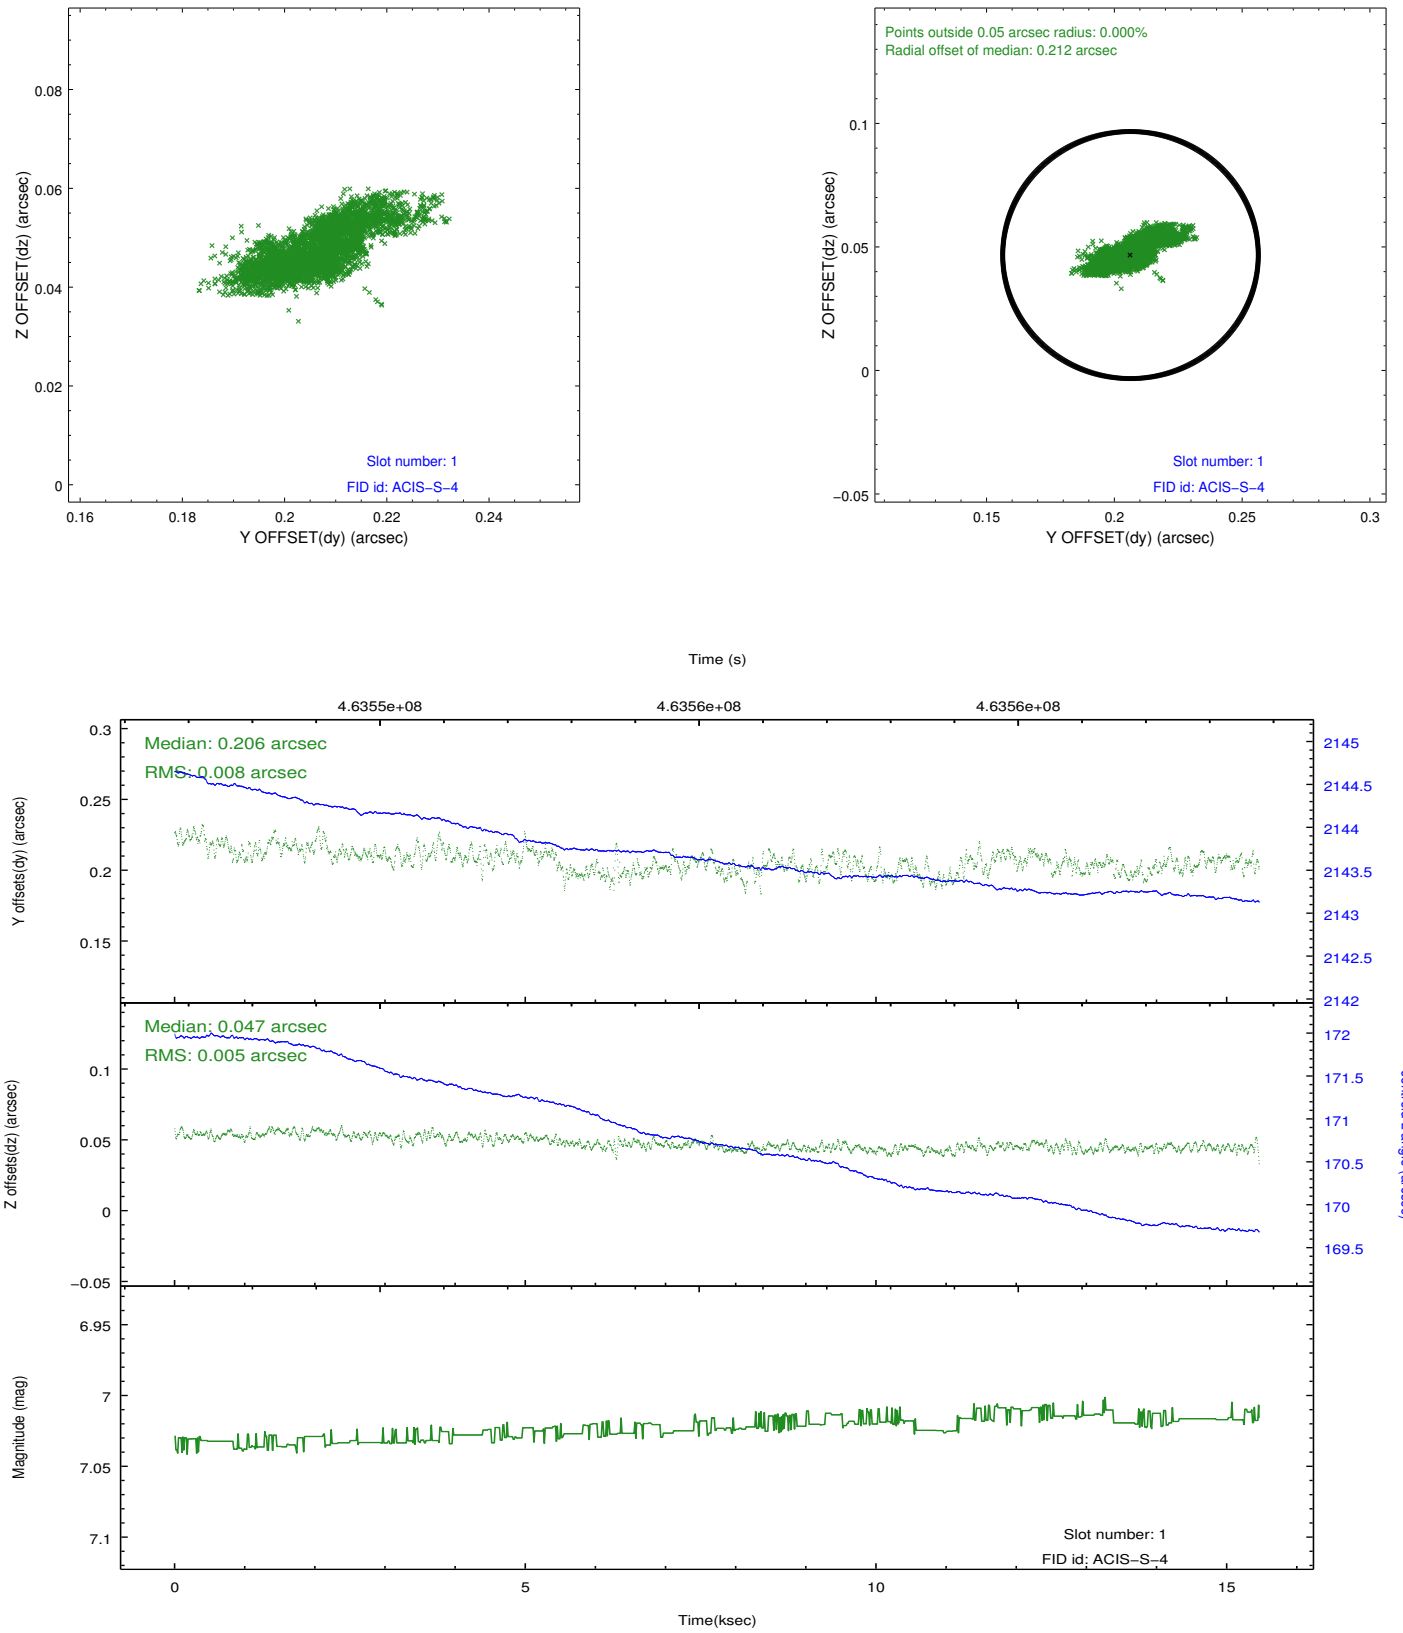 0.08
0.06
0.04
0.02
0
Z OFFSET(dz) (arcsec)
Slot number: 1
FID id: ACIS−S−4
0.16 0.18 0.2 0.22 0.24
Y OFFSET(dy) (arcsec)
Points outside 0.05 arcsec radius: 0.000%
Radial offset of median: 0.212 arcsec
0.1
0.05
0
−0.05
Z OFFSET(dz) (arcsec)
Slot number: 1
FID id: ACIS−S−4
0.15 0.2 0.25 0.3
Y OFFSET(dy) (arcsec)
Time (s)
4.6355e+08 4.6356e+08 4.6356e+08
Median: 0.206 arcsec
RMS: 0.008 arcsec
0.3
0.25
0.2
0.15
Y offsets(dy) (arcsec)
2145
2144.5
2144
2143.5
2143
2142.5
2142
Median: 0.047 arcsec
RMS: 0.005 arcsec
0.1
0.05
0
−0.05
Z offsets(dz) (arcsec)
172
171.5
171
170.5
170
169.5
6.95
7
7.05
7.1
Magnitude (mag)
Slot number: 1
FID id: ACIS−S−4
0 5 10 15
Time(ksec)